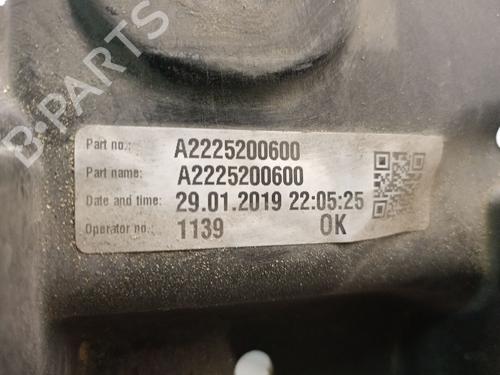 B-PARTS
Part no.: A2225200600
Part name: A2225200600
Date and time: 29.01.2019 22:05:25
Operator no.: 1139 OK